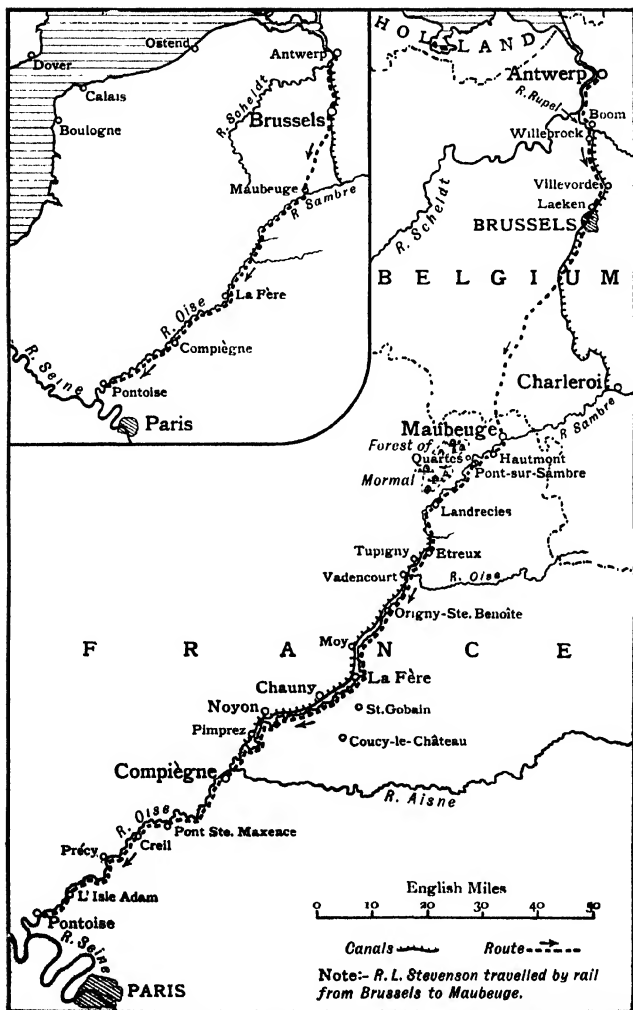 Dover
Ostend
Antwerp
Calais
Boulogne
R. Scheldt
Brussels
Maubeuge
R. Sambre
La Fère
R. Oise
Compiègne
R. Seine
Pontoise
Paris
HOLLAND
Antwerp
R. Rupel
Boom
Willebroek
Villevorde
Laeken
BRUSSELS
R. Scheldt
BELGIUM
Charleroi
R. Sambre
Maubeuge
Forest of
Mormal
Quartes
Hautmont
Pont-sur-Sambre
Landrecies
Tupigny
Etreux
Vadencourt
R. Oise
Origny-Ste. Benoîte
FRANCE
Moy
La Fère
Chauny
St. Gobain
Noyon
Pimprez
Coucy-le-Château
Compiègne
R. Aisne
R. Oise
Pont Ste. Maxence
Creil
Précy
L'Isle Adam
Pontoise
R. Seine
PARIS
English Miles
0 10 20 30 40 50
Canals Route
Note:- R.L. Stevenson travelled by rail
from Brussels to Maubeuge.